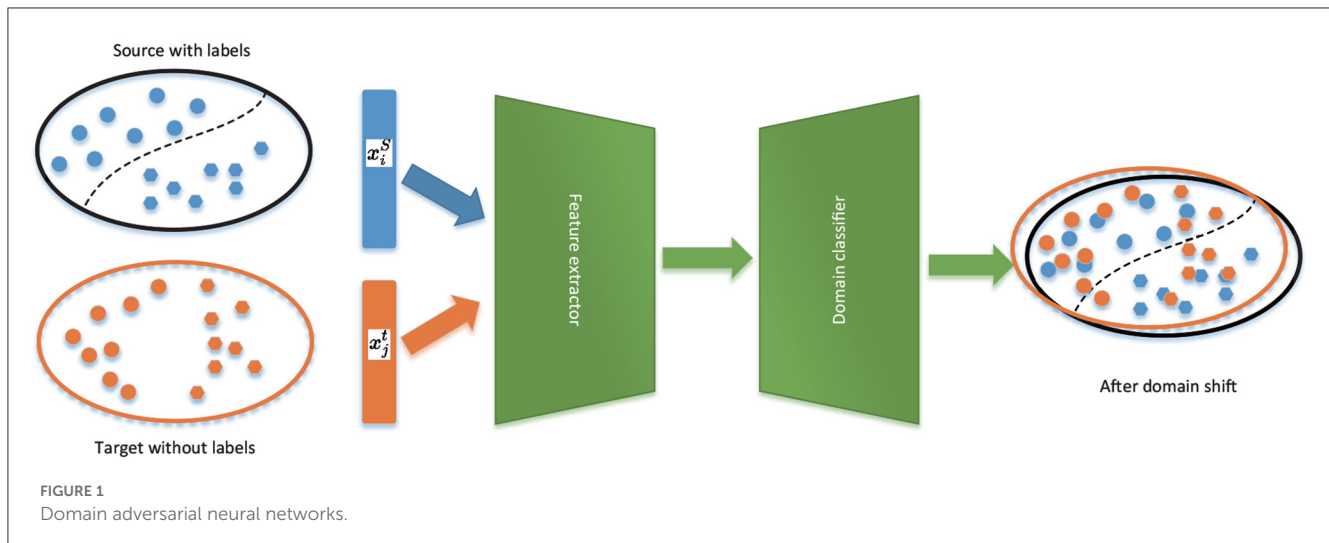 Source with labels
x_i^S
Feature extractor
Domain classifier
x_j^t
After domain shift
Target without labels
FIGURE 1
Domain adversarial neural networks.